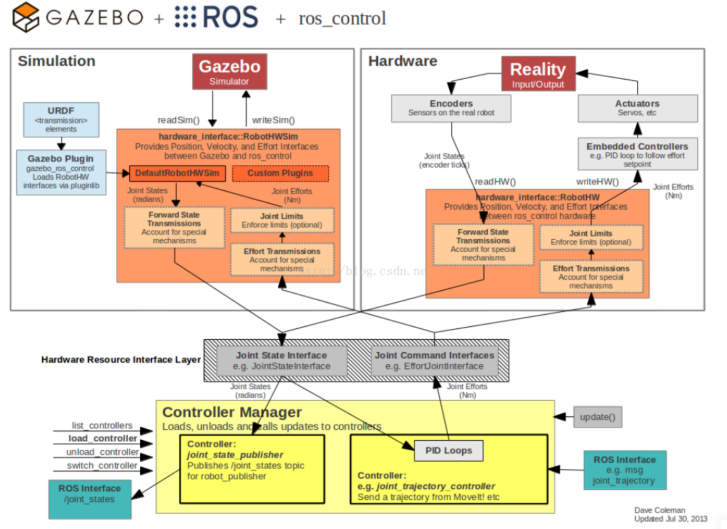 GAZEBO + ROS + ros_control
Simulation
Hardware
Gazebo
Simulator
Reality
Input/Output
URDF
<transmission>
elements
readSim()
writeSim()
Encoders
Sensors on the real robot
Actuators
Servos, etc
Gazebo Plugin
gazebo_ros_control
Loads RobotHW
interfaces via pluginlib
hardware_interface::RobotHWSim
Provides Position, Velocity, and Effort Interfaces
between Gazebo and ros_control
DefaultRobotHWSim
Custom Plugins
Joint States
(radians)
Joint Efforts
(Nm)
Forward State
Transmissions
Account for special
mechanisms
Joint Limits
Enforce limits (optional)
Effort Transmissions
Account for special
mechanisms
Embedded Controllers
e.g. PID loop to follow effort
setpoint
Joint States
(encoder ticks)
readHW()
writeHW()
Joint Efforts
(Nm)
hardware_interface::RobotHW
Provides Position, Velocity, and Effort Interfaces
between ros_control hardware
Forward State
Transmissions
Account for special
mechanisms
Joint Limits
Enforce limits (optional)
Effort Transmissions
Account for special
mechanisms
Hardware Resource Interface Layer
Joint State Interface
e.g. JointStateInterface
Joint Command Interfaces
e.g. EffortJointInterface
Joint States
(radians)
Joint Efforts
(Nm)
Controller Manager
Loads, unloads and calls updates to controllers
update()
list_controllers
load_controller
unload_controller
switch_controller
Controller:
joint_state_publisher
Publishes /joint_states topic
for robot_publisher
PID Loops
Controller:
e.g. joint_trajectory_controller
Send a trajectory from MoveIt! etc
ROS Interface
e.g. msg
joint_trajectory
ROS Interface
/joint_states
Dave Coleman
Updated Jul 30, 2013